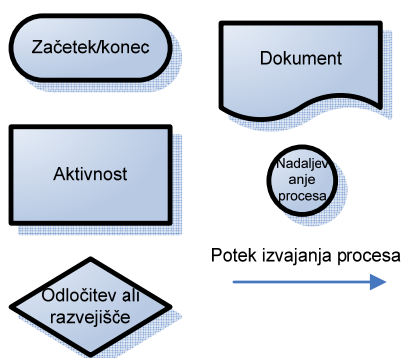 Začetek/konec
Dokument
Aktivnost
Nadaljev
anje
procesa
Potek izvajanja procesa
Odločitev ali
razvejišče